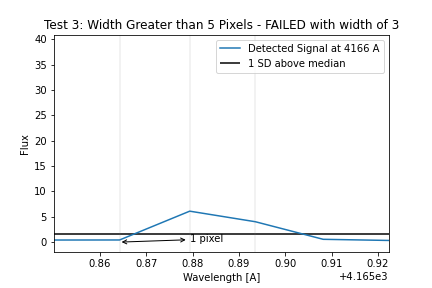 Test 3: Width Greater than 5 Pixels - FAILED with width of 3
40
35
30
25
20
15
10
5
0
Flux
Detected Signal at 4166 A
1 SD above median
1 pixel
0.86 0.87 0.88 0.89 0.90 0.91 0.92
Wavelength [A]
+4.165e3